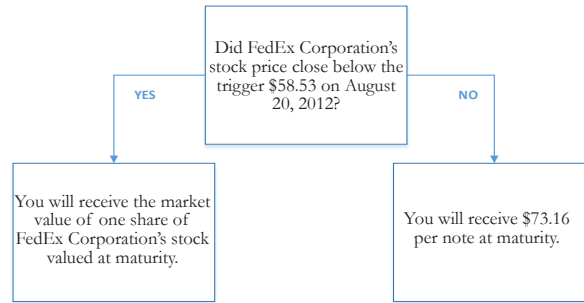 Did FedEx Corporation's
stock price close below the
trigger $58.53 on August
20, 2012?
YES
NO
You will receive the market
value of one share of
FedEx Corporation's stock
valued at maturity.
You will receive $73.16
per note at maturity.